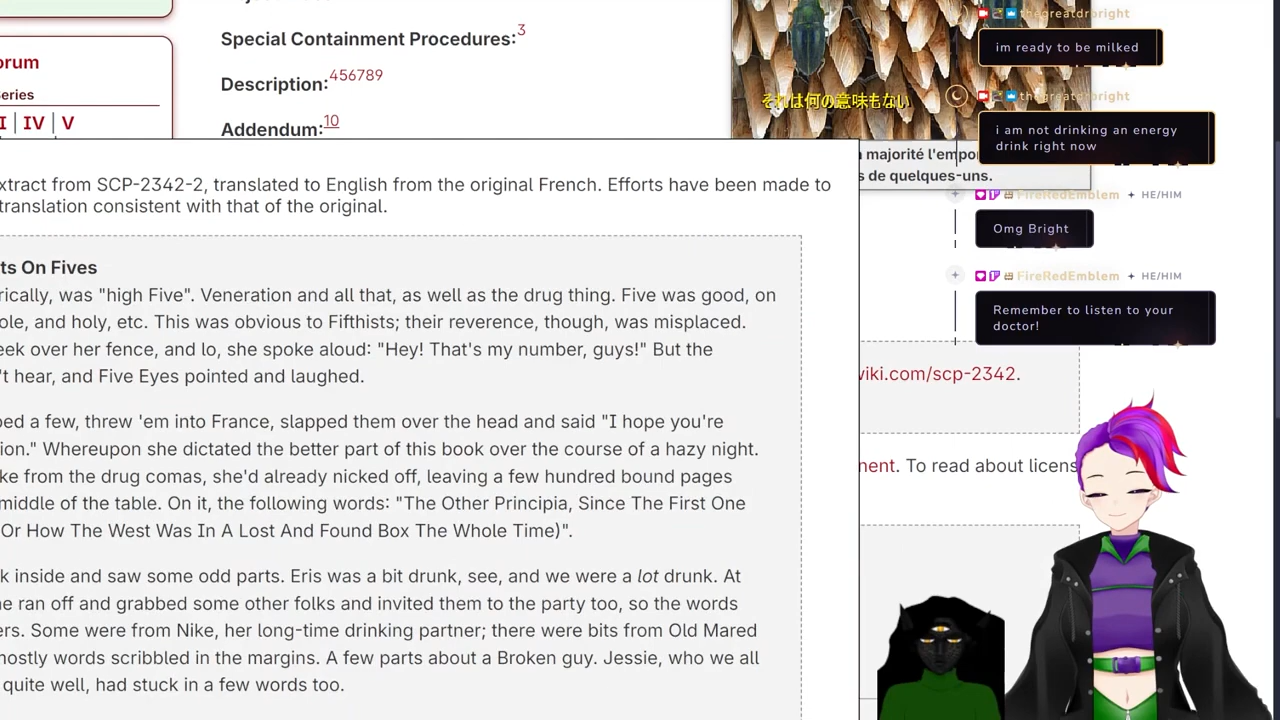 orum
Series
I | IV | V
Special Containment Procedures:3
Description:456789
Addendum:10
それは何の意味もない
a majorité l'empor
s de quelques-uns.
xtract from SCP-2342-2, translated to English from the original French. Efforts have been made to
translation consistent with that of the original.
ts On Fives
rically, was "high Five". Veneration and all that, as well as the drug thing. Five was good, on
ole, and holy, etc. This was obvious to Fifthists; their reverence, though, was misplaced.
eek over her fence, and lo, she spoke aloud: "Hey! That's my number, guys!" But the
't hear, and Five Eyes pointed and laughed.
ped a few, threw 'em into France, slapped them over the head and said "I hope you're
ion." Whereupon she dictated the better part of this book over the course of a hazy night.
ke from the drug comas, she'd already nicked off, leaving a few hundred bound pages
middle of the table. On it, the following words: "The Other Principia, Since The First One
Or How The West Was In A Lost And Found Box The Whole Time)".
k inside and saw some odd parts. Eris was a bit drunk, see, and we were a lot drunk. At
ne ran off and grabbed some other folks and invited them to the party too, so the words
ers. Some were from Nike, her long-time drinking partner; there were bits from Old Mared
nostly words scribbled in the margins. A few parts about a Broken guy. Jessie, who we all
quite well, had stuck in a few words too.
viki.com/scp-2342.
nent. To read about licens
thegreatdrbright
im ready to be milked
thegreatdrbright
i am not drinking an energy
drink right now
FireRedEmblem HE/HIM
Omg Bright
FireRedEmblem HE/HIM
Remember to listen to your
doctor!